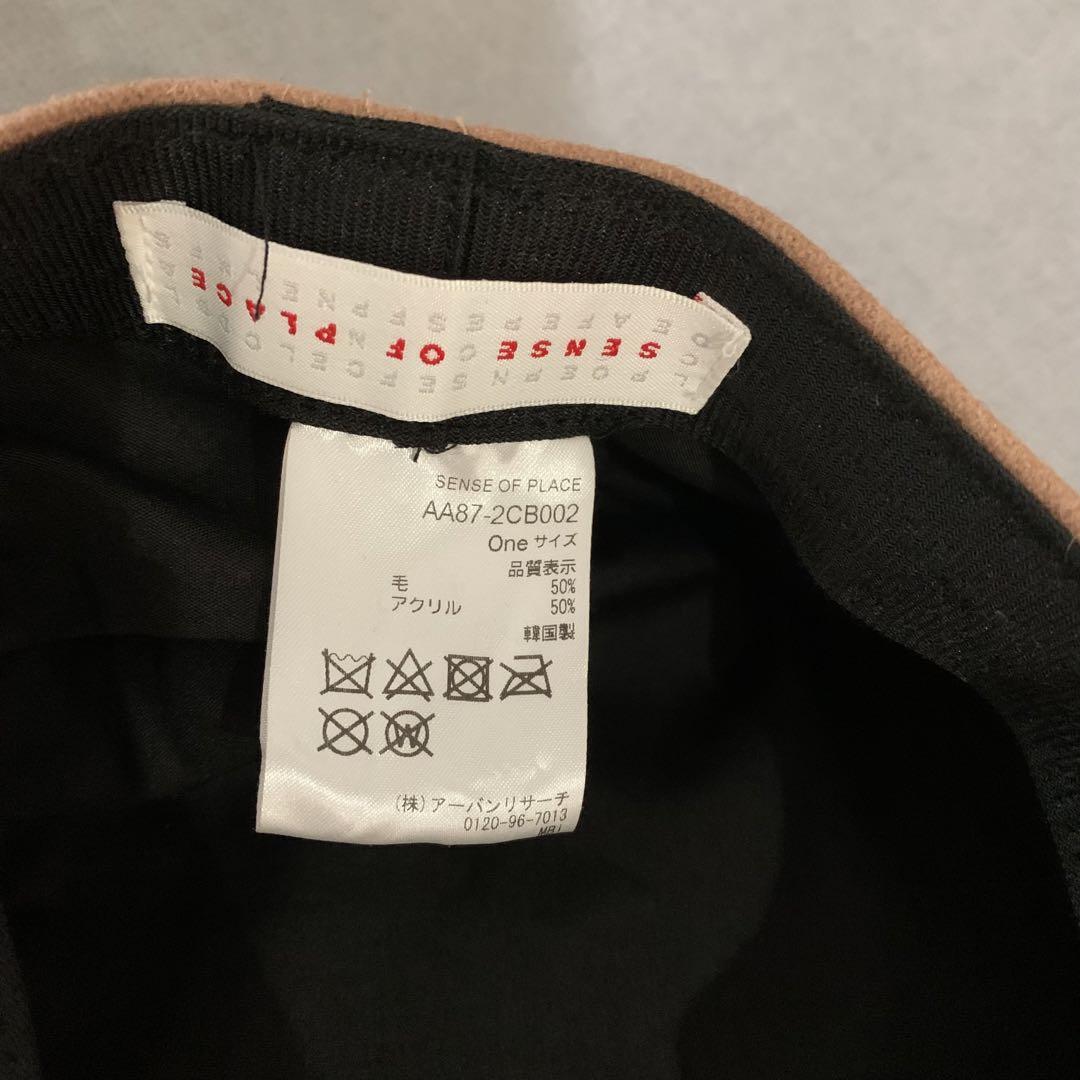 SENSE OF PLACE
SENSE OF PLACE
AA87-2CB002
One サイズ
品質表示
毛 50%
アクリル 50%
韓国製
(株)アーバンリサーチ
0120-96-7013